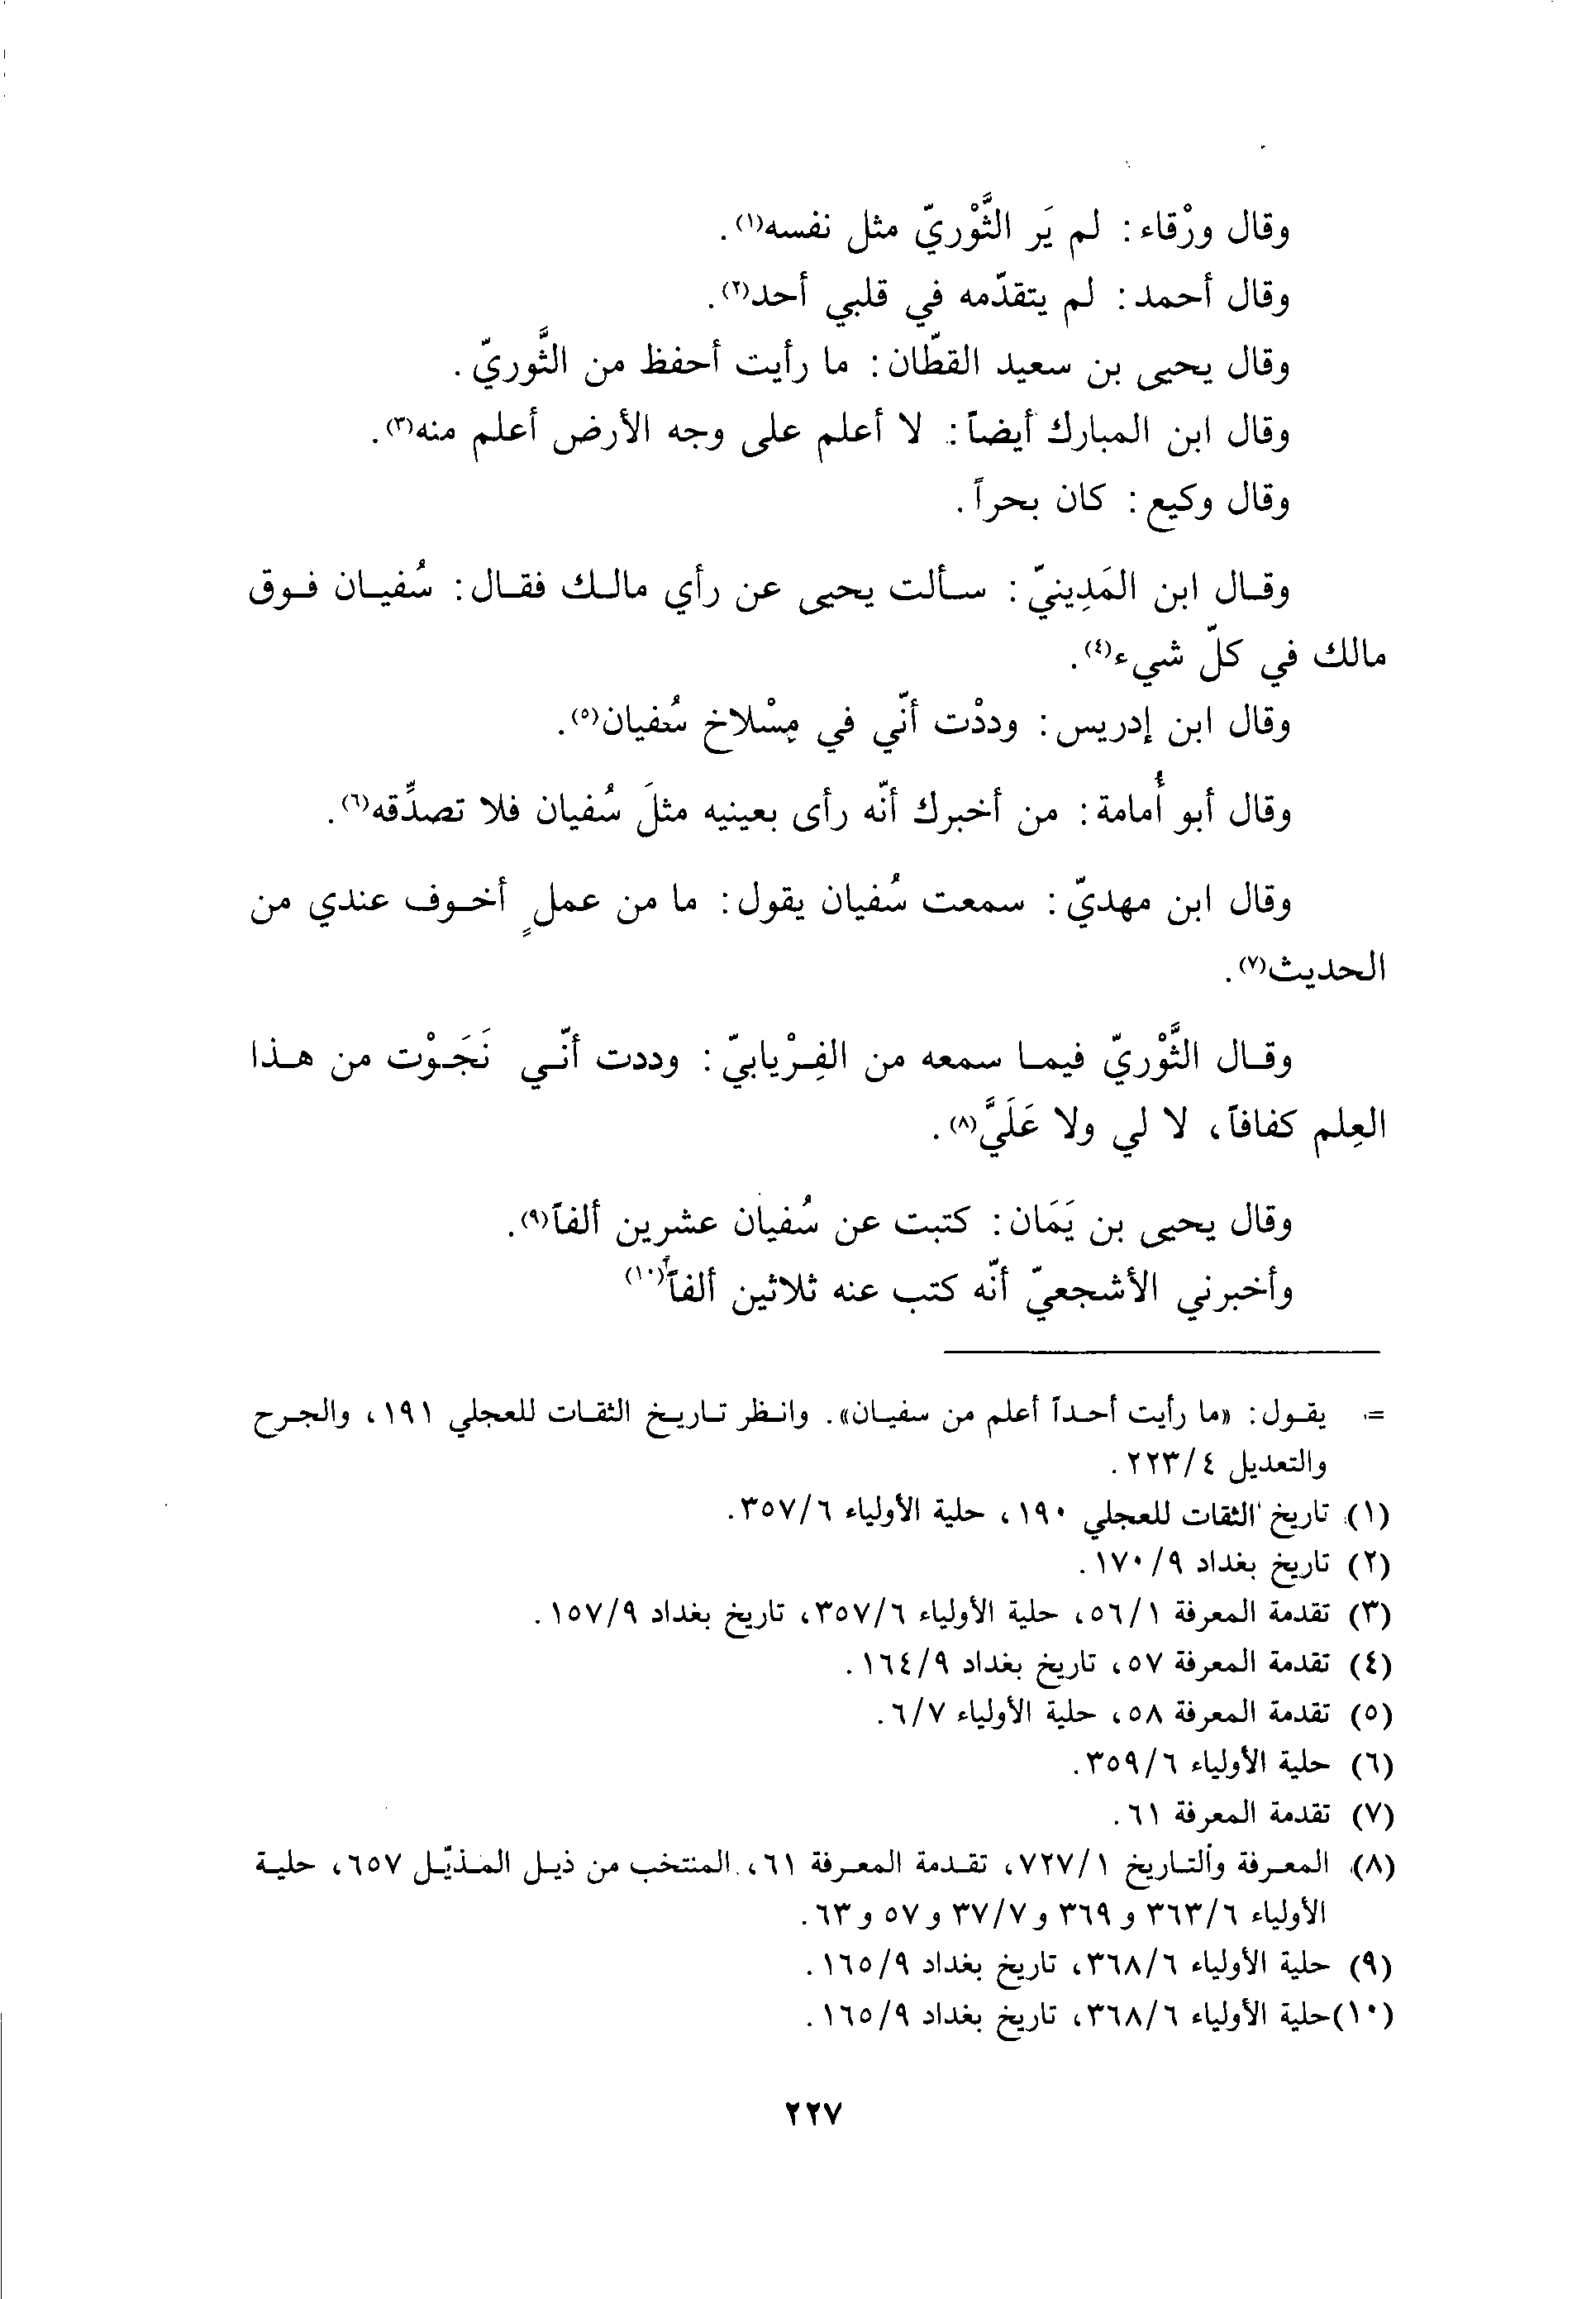 وقال ورْقاء: لم يَر الثَّوْريّ مثل نفسه(١).
وقال أحمد: لم يتقدّمه في قلبي أحد(٢).
وقال يحيى بن سعيد القطّان: ما رأيت أحفظ من الثَّوريّ.
وقال ابن المبارك أيضاً: لا أعلم على وجه الأرض أعلم منه(٣).
وقال وكيع: كان بحراً.
وقال ابن المَدِينيّ: سألت يحيى عن رأي مالك فقال: سُفيان فوق
مالك في كلّ شيء(٤).
وقال ابن إدريس: وددْت أنّي في مِسْلاخ سُفيان(٥).
وقال أبو أُمامة: من أخبرك أنّه رأى بعينيه مثلَ سُفيان فلا تصدِّقه(٦).
وقال ابن مهديّ: سمعت سُفيان يقول: ما من عملٍ أخوف عندي من
الحديث(٧).
وقال الثَّوْريّ فيما سمعه من الفِرْيابيّ: وددت أنّي نَجَوْت من هذا
العِلم كفافاً، لا لي ولا عَلَيَّ(٨).
وقال يحيى بن يَمَان: كتبت عن سُفيان عشرين ألفاً(٩).
وأخبرني الأشجعيّ أنّه كتب عنه ثلاثين ألفاً(١٠)
= يقول: «ما رأيت أحداً أعلم من سفيان». وانظر تاريخ الثقات للعجلي ١٩١، والجرح
والتعديل ٢٢٣/٤.
(١) تاريخ الثقات للعجلي ١٩٠، حلية الأولياء ٣٥٧/٦.
(٢) تاريخ بغداد ١٧٠/٩.
(٣) تقدمة المعرفة ٥٦/١، حلية الأولياء ٣٥٧/٦، تاريخ بغداد ١٥٧/٩.
(٤) تقدمة المعرفة ٥٧، تاريخ بغداد ١٦٤/٩.
(٥) تقدمة المعرفة ٥٨، حلية الأولياء ٦/٧.
(٦) حلية الأولياء ٣٥٩/٦.
(٧) تقدمة المعرفة ٦١.
(٨) المعرفة والتاريخ ٧٢٧/١، تقدمة المعرفة ٦١، المنتخب من ذيل المذيّل ٦٥٧، حلية
الأولياء ٣٦٣/٦ و ٣٦٩ و ٣٧/٧ و ٥٧ و ٦٣.
(٩) حلية الأولياء ٣٦٨/٦، تاريخ بغداد ١٦٥/٩.
(١٠) حلية الأولياء ٣٦٨/٦، تاريخ بغداد ١٦٥/٩.
٢٢٧